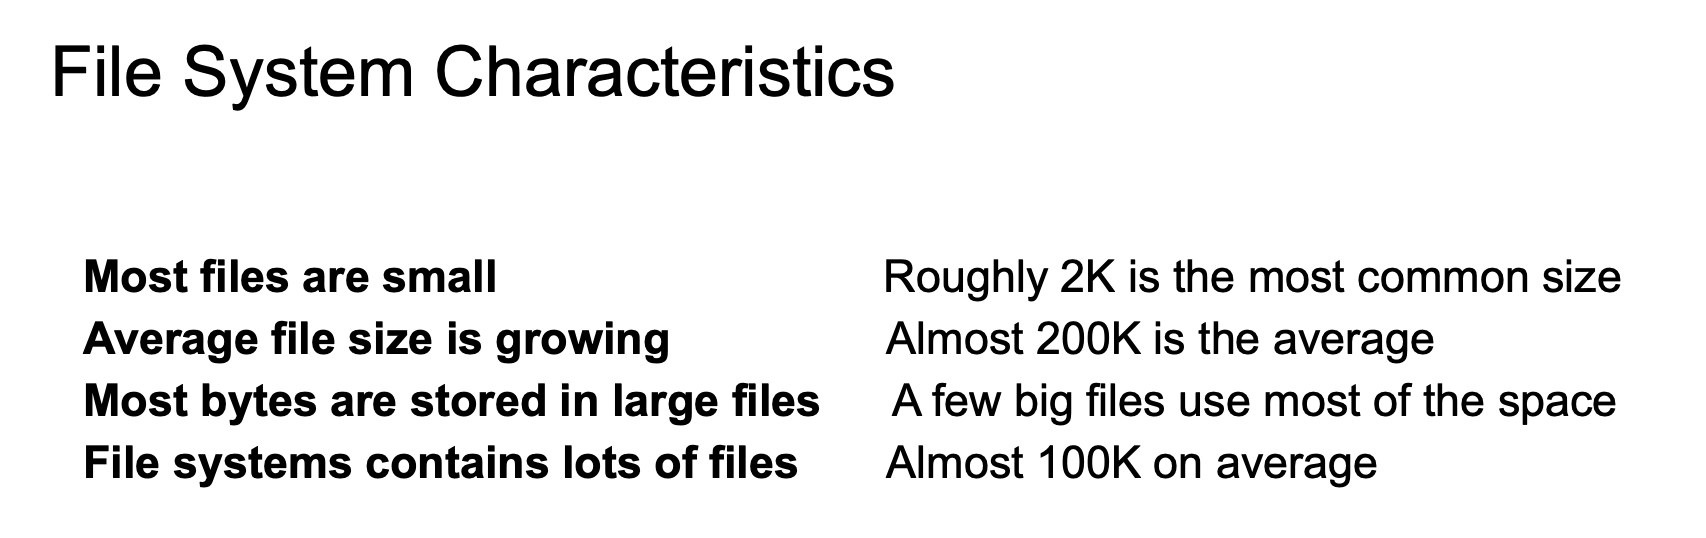 File System Characteristics
Most files are small Roughly 2K is the most common size
Average file size is growing Almost 200K is the average
Most bytes are stored in large files A few big files use most of the space
File systems contains lots of files Almost 100K on average